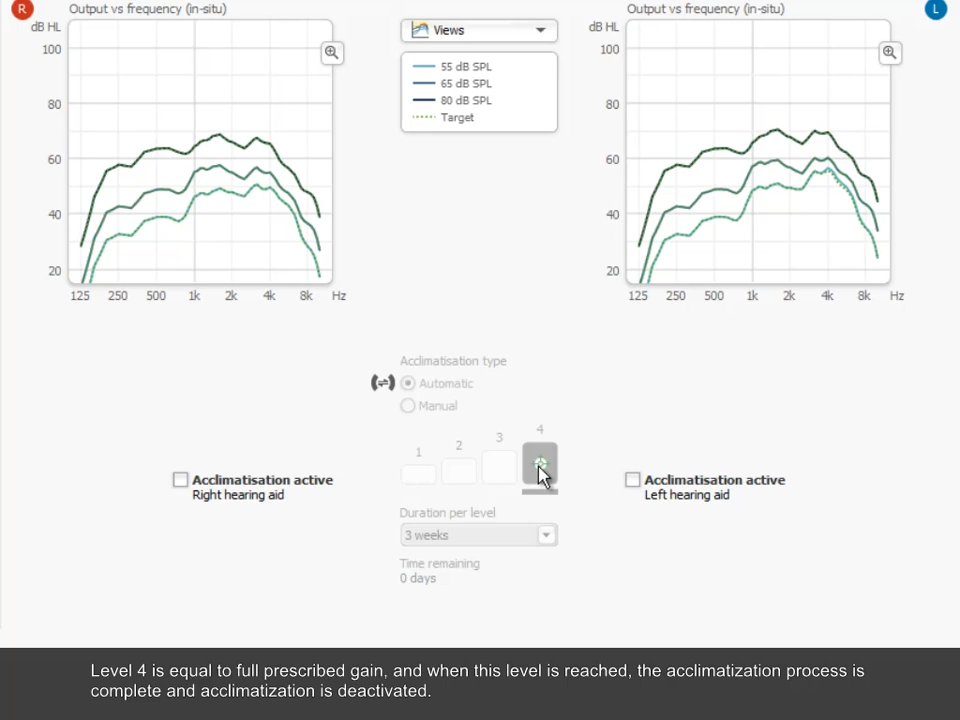 R
Output vs frequency (in-situ)
dB HL
100
80
60
40
20
125 250 500 1k 2k 4k 8k Hz
Views
55 dB SPL
65 dB SPL
80 dB SPL
Target
L
Output vs frequency (in-situ)
dB HL
100
80
60
40
20
125 250 500 1k 2k 4k 8k Hz
Acclimatisation type
Automatic
Manual
1 2 3 4
Acclimatisation active
Right hearing aid
Acclimatisation active
Left hearing aid
Duration per level
3 weeks
Time remaining
0 days
Level 4 is equal to full prescribed gain, and when this level is reached, the acclimatization process is
complete and acclimatization is deactivated.